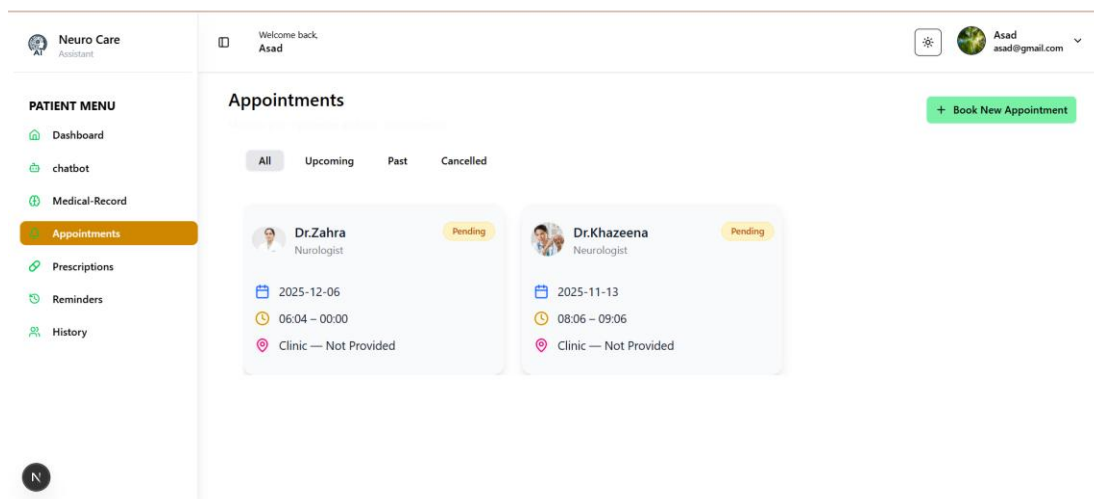 Neuro Care
AI
Assistant
Welcome back,
Asad
Asad
asad@gmail.com
PATIENT MENU
Dashboard
chatbot
Medical-Record
Appointments
Prescriptions
Reminders
History
N
Appointments
+ Book New Appointment
All Upcoming Past Cancelled
Dr.Zahra
Pending
Nurologist
2025-12-06
06:04 – 00:00
Clinic — Not Provided
Dr.Khazeena
Pending
Neurologist
2025-11-13
08:06 – 09:06
Clinic — Not Provided